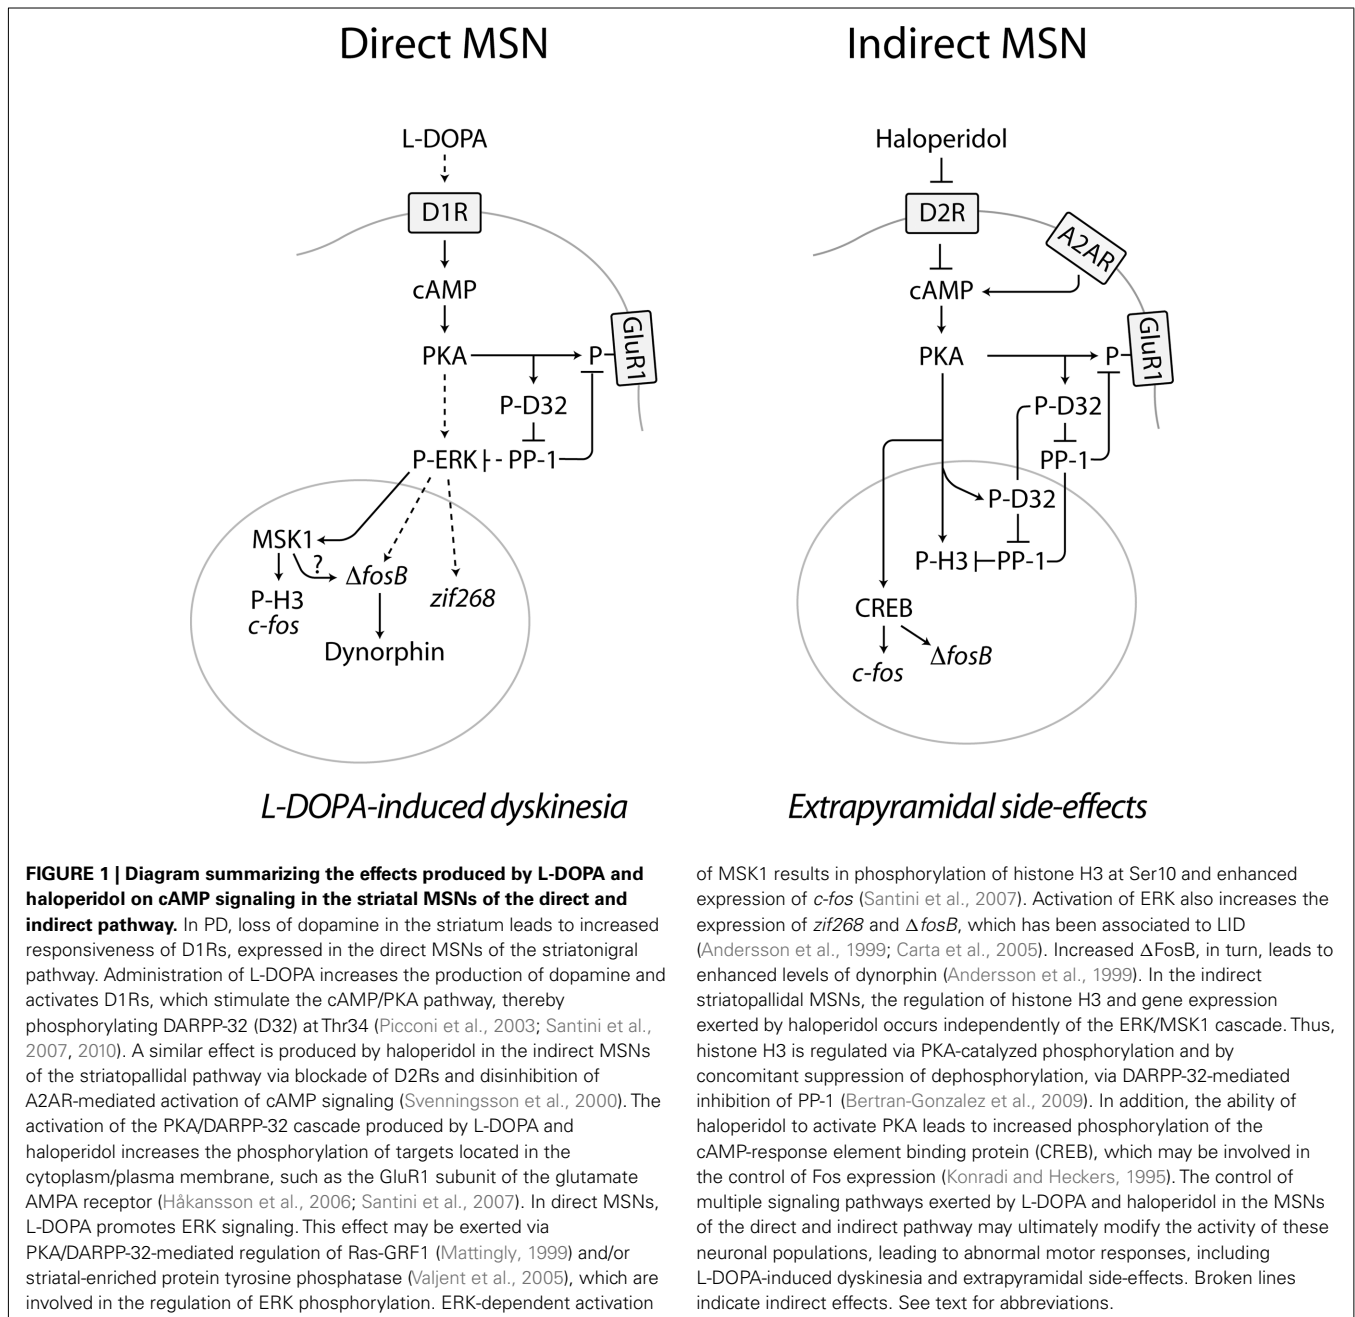 Direct MSN
L-DOPA
D1R
cAMP
PKA
P
GluR1
P-D32
P-ERK
PP-1
MSK1
?
ΔfosB
P-H3
c-fos
zif268
Dynorphin
L-DOPA-induced dyskinesia
Indirect MSN
Haloperidol
D2R
A2AR
cAMP
GluR1
PKA
P
P-D32
PP-1
P-D32
P-H3
PP-1
CREB
c-fos
ΔfosB
Extrapyramidal side-effects
FIGURE 1 | Diagram summarizing the effects produced by L-DOPA and
haloperidol on cAMP signaling in the striatal MSNs of the direct and
indirect pathway. In PD, loss of dopamine in the striatum leads to increased
responsiveness of D1Rs, expressed in the direct MSNs of the striatonigral
pathway. Administration of L-DOPA increases the production of dopamine and
activates D1Rs, which stimulate the cAMP/PKA pathway, thereby
phosphorylating DARPP-32 (D32) at Thr34 (Picconi et al., 2003; Santini et al.,
2007, 2010). A similar effect is produced by haloperidol in the indirect MSNs
of the striatopallidal pathway via blockade of D2Rs and disinhibition of
A2AR-mediated activation of cAMP signaling (Svenningsson et al., 2000). The
activation of the PKA/DARPP-32 cascade produced by L-DOPA and
haloperidol increases the phosphorylation of targets located in the
cytoplasm/plasma membrane, such as the GluR1 subunit of the glutamate
AMPA receptor (Håkansson et al., 2006; Santini et al., 2007). In direct MSNs,
L-DOPA promotes ERK signaling. This effect may be exerted via
PKA/DARPP-32-mediated regulation of Ras-GRF1 (Mattingly, 1999) and/or
striatal-enriched protein tyrosine phosphatase (Valjent et al., 2005), which are
involved in the regulation of ERK phosphorylation. ERK-dependent activation
of MSK1 results in phosphorylation of histone H3 at Ser10 and enhanced
expression of c-fos (Santini et al., 2007). Activation of ERK also increases the
expression of zif268 and ΔfosB, which has been associated to LID
(Andersson et al., 1999; Carta et al., 2005). Increased ΔFosB, in turn, leads to
enhanced levels of dynorphin (Andersson et al., 1999). In the indirect
striatopallidal MSNs, the regulation of histone H3 and gene expression
exerted by haloperidol occurs independently of the ERK/MSK1 cascade. Thus,
histone H3 is regulated via PKA-catalyzed phosphorylation and by
concomitant suppression of dephosphorylation, via DARPP-32-mediated
inhibition of PP-1 (Bertran-Gonzalez et al., 2009). In addition, the ability of
haloperidol to activate PKA leads to increased phosphorylation of the
cAMP-response element binding protein (CREB), which may be involved in
the control of Fos expression (Konradi and Heckers, 1995). The control of
multiple signaling pathways exerted by L-DOPA and haloperidol in the MSNs
of the direct and indirect pathway may ultimately modify the activity of these
neuronal populations, leading to abnormal motor responses, including
L-DOPA-induced dyskinesia and extrapyramidal side-effects. Broken lines
indicate indirect effects. See text for abbreviations.